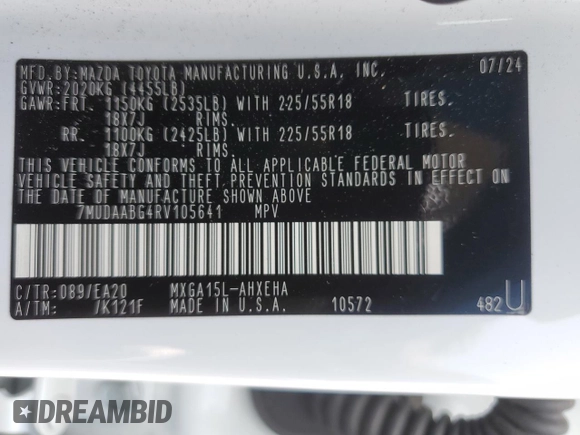 MFD.BY:MAZDA TOYOTA MANUFACTURING U.S.A, INC. 07/24
GVWR:2020KG (4455LB)
GAWR:FRT. 1150KG (2535LB) WITH 225/55R18 TIRES.
18X7J RIMS.
RR. 1100KG (2425LB) WITH 225/55R18 TIRES.
18X7J RIMS.
THIS VEHICLE CONFORMS TO ALL APPLICABLE FEDERAL MOTOR
VEHICLE SAFETY AND THEFT PREVENTION STANDARDS IN EFFECT ON
THE DATE OF MANUFACTURE SHOWN ABOVE
7MUDAABG4RV105641 MPV
C/TR:089/EA20 MXGA15L-AHXEHA
A/TM: /K121F MADE IN U.S.A. 10572 482 U
DREAMBID